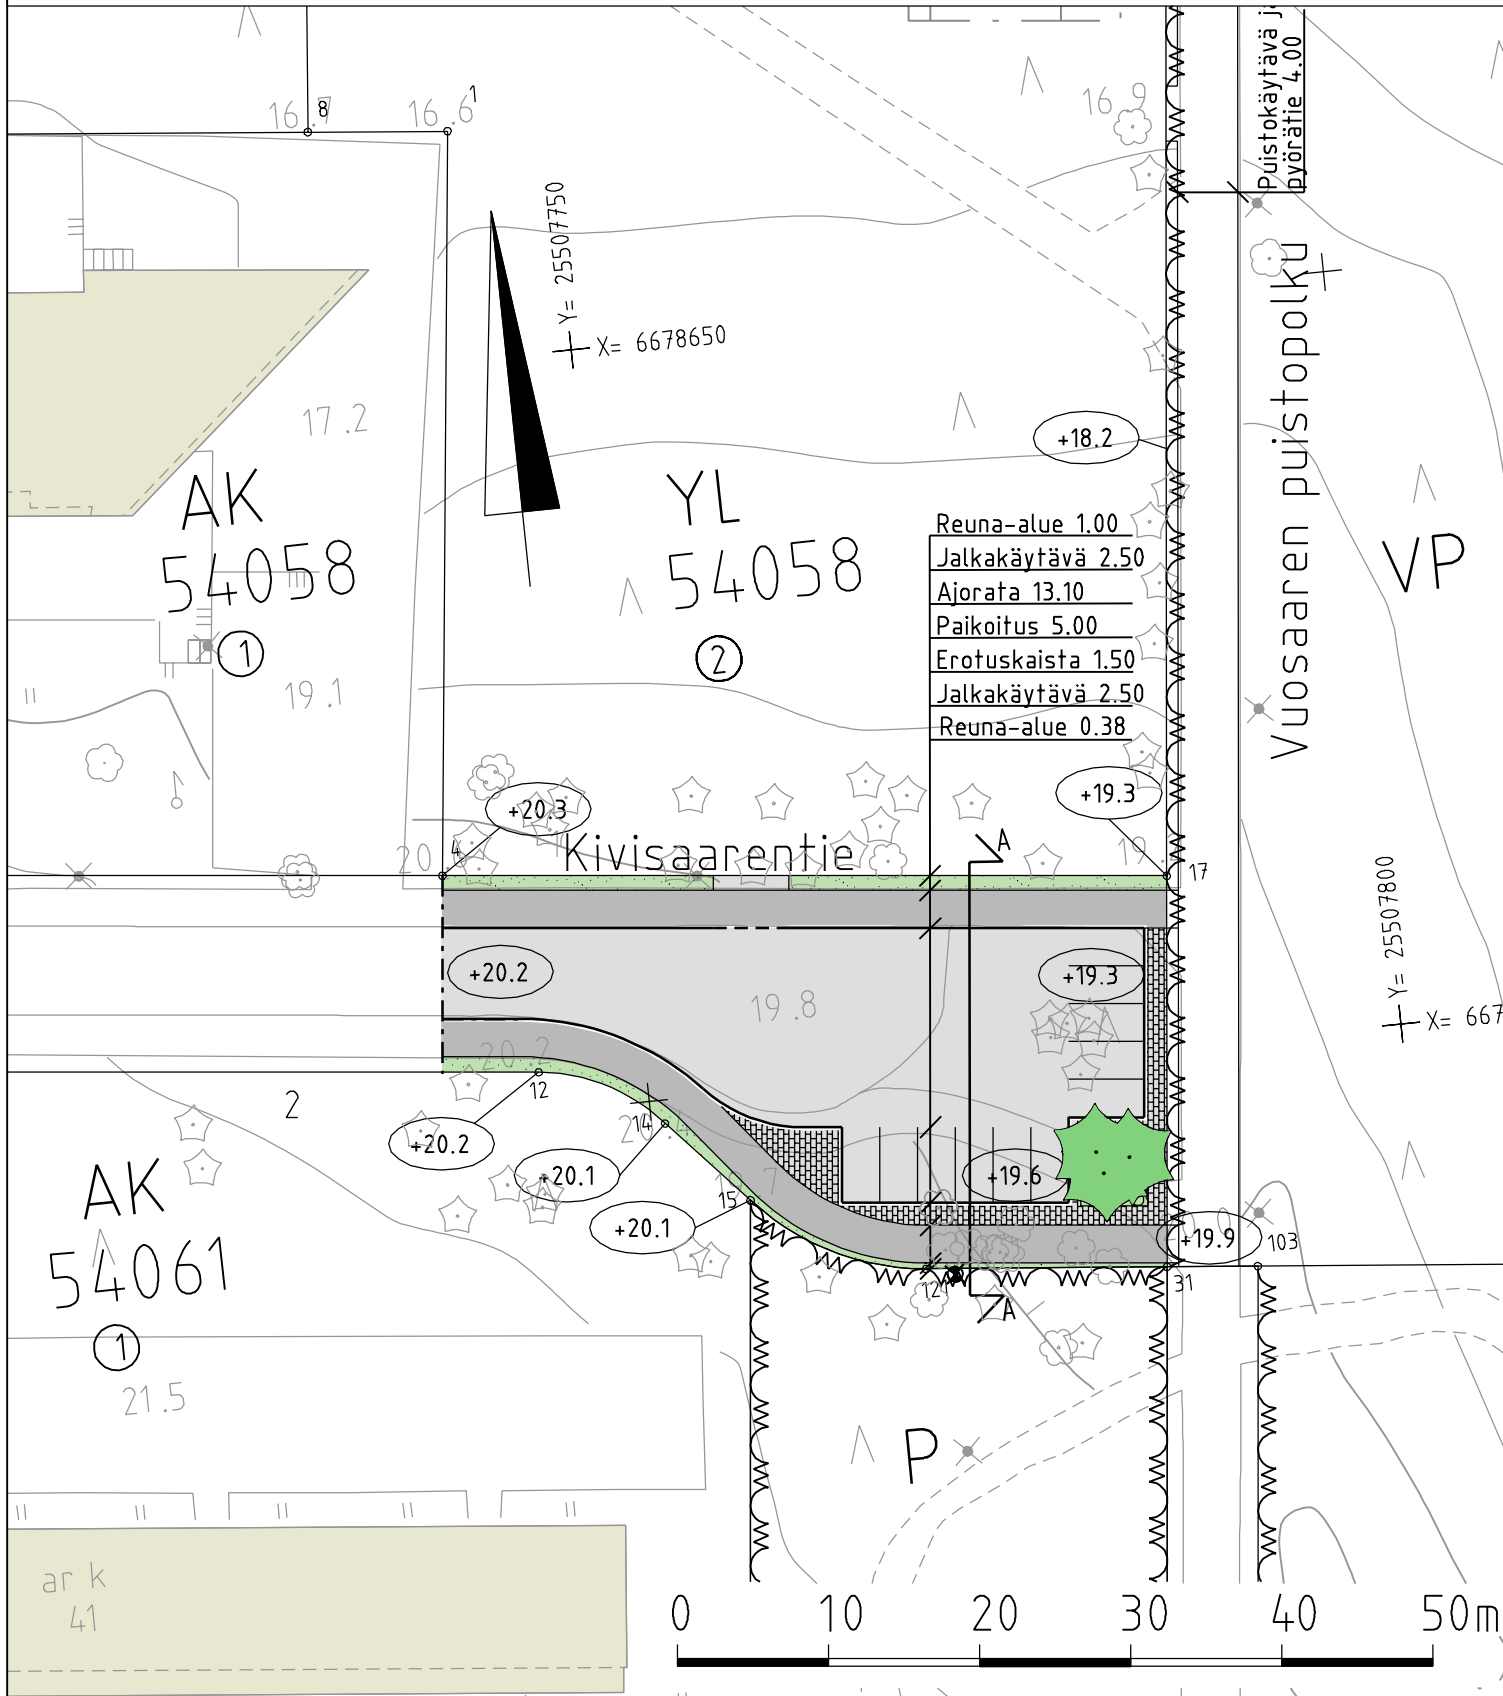 Puistokäytävä
pyörätie 4.00
16.7
8
16.6
1
16.9
Y= 25507750
X= 6678650
17.2
+18.2
AK
54058
1
YL
54058
2
Reuna-alue 1.00
Jalkakäytävä 2.50
Ajorata 13.10
Paikoitus 5.00
Erotuskaista 1.50
Jalkakäytävä 2.50
Reuna-alue 0.38
Vuosaaren puistopolku
VP
19.1
+20.3
+19.3
4
Kivisaarentie
A
17
Y= 25507800
X= 667
+20.2
+19.3
19.8
20.2
12
2
14
+20.2
+20.1
15
+20.1
+19.6
+19.9
103
31
A
AK
54061
1
21.5
P
ar k
41
0 10 20 30 40 50m